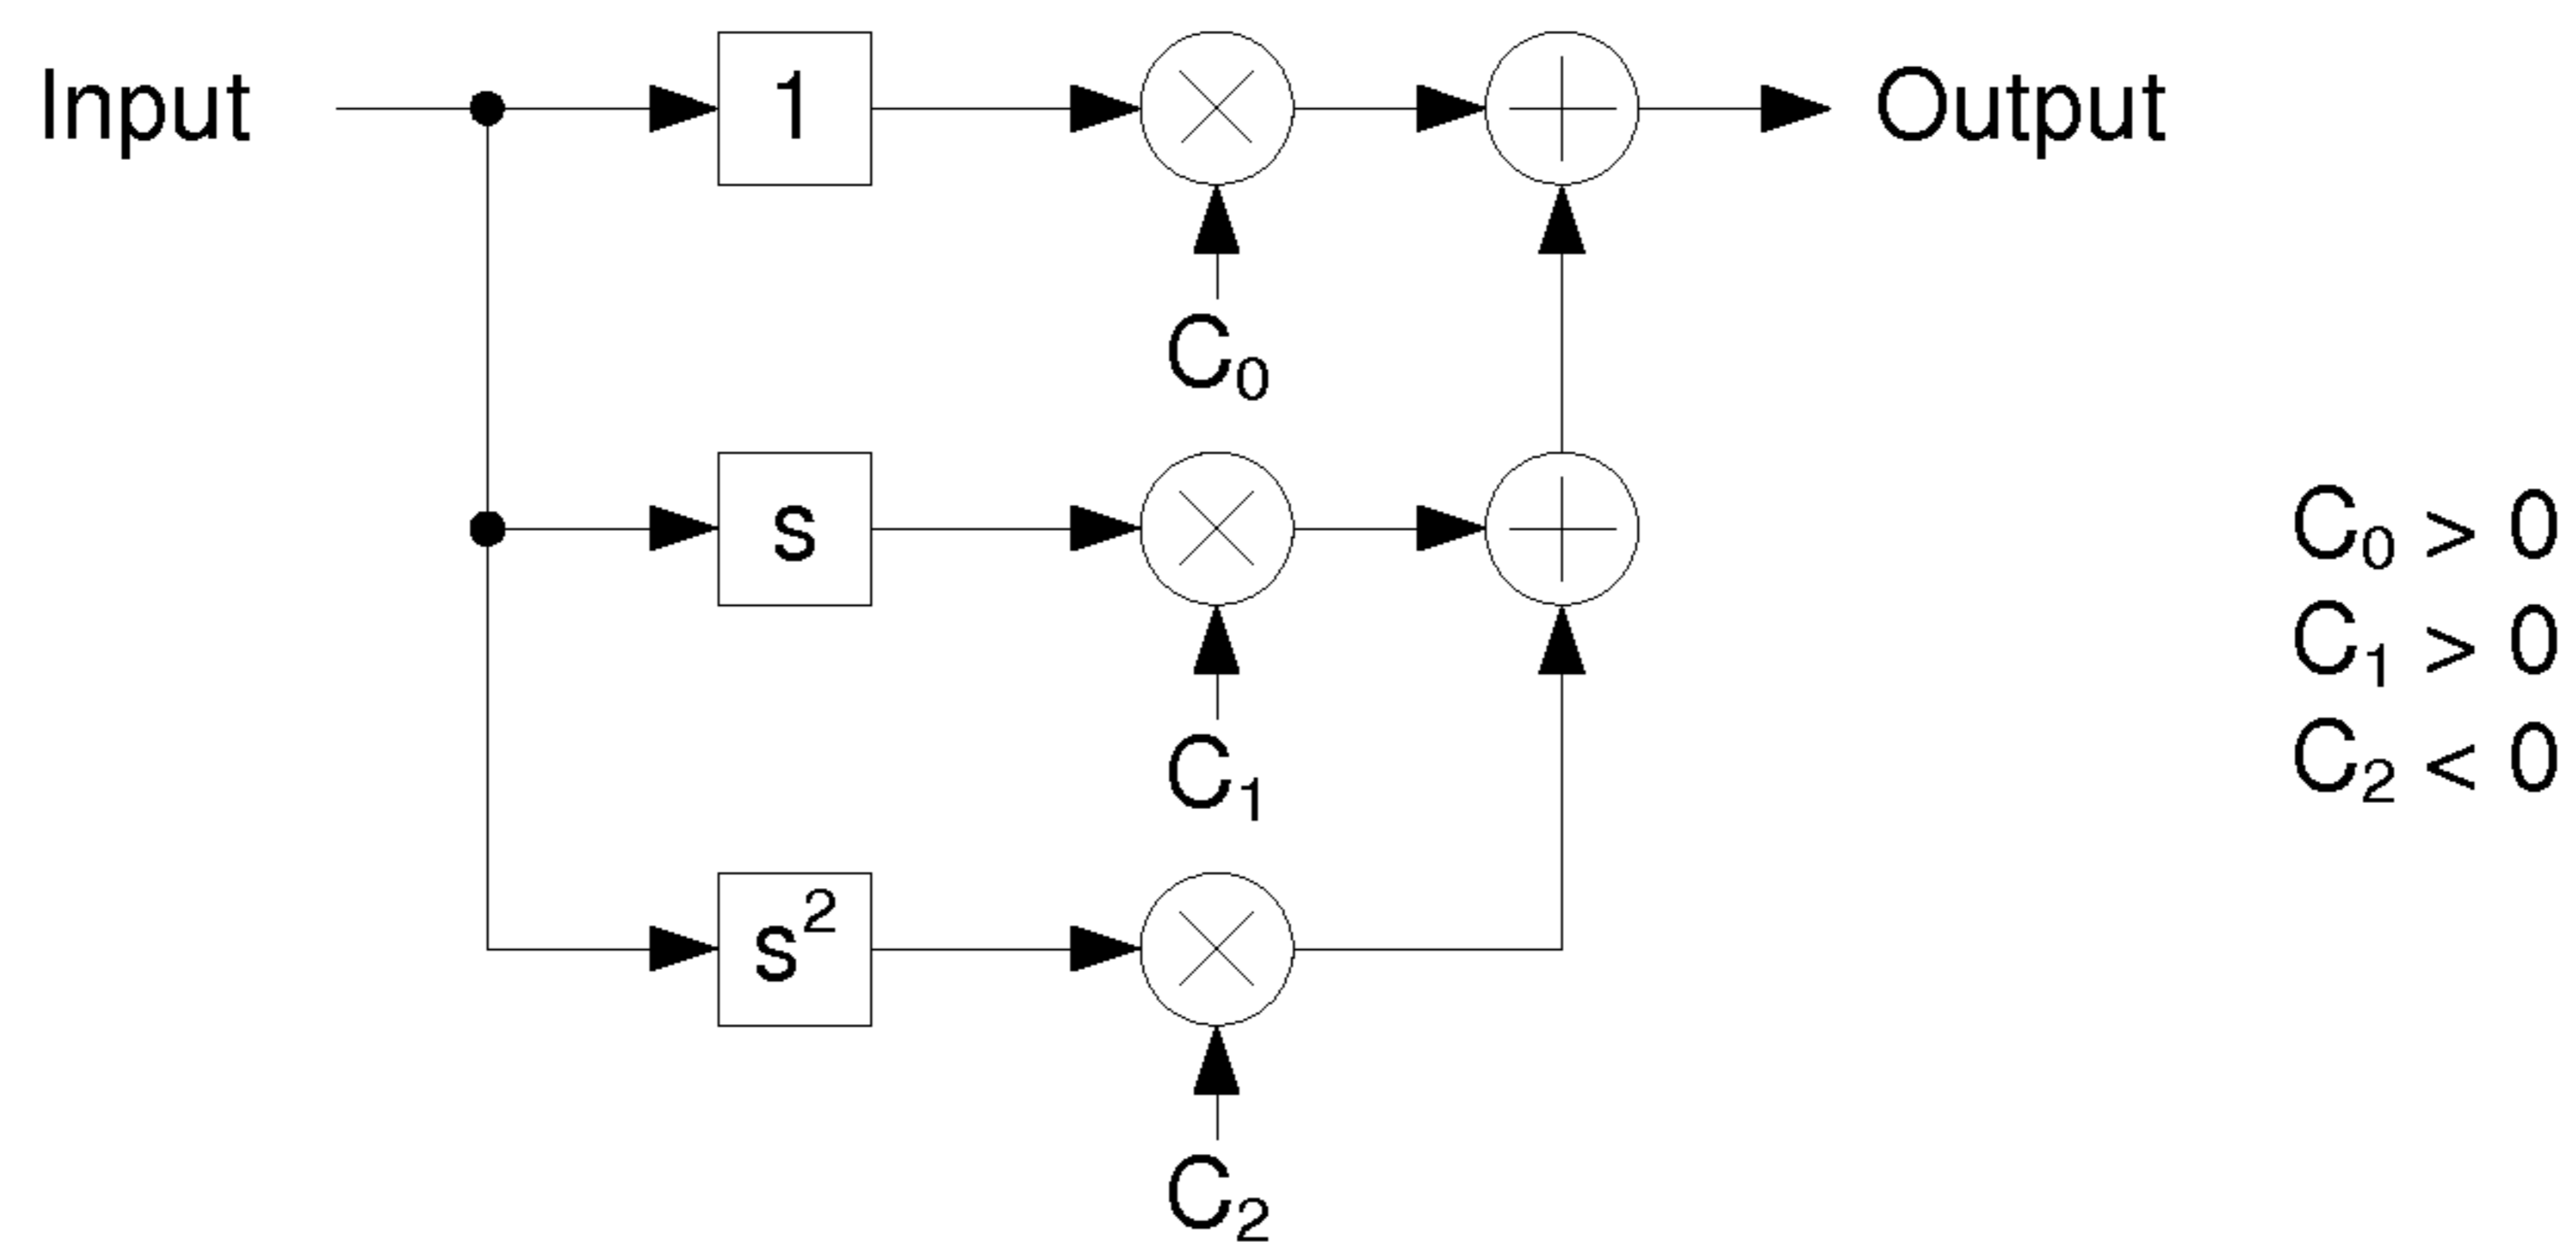 Input
1
Output
C₀
s
C₁
C₀ > 0
C₁ > 0
C₂ < 0
s²
C₂